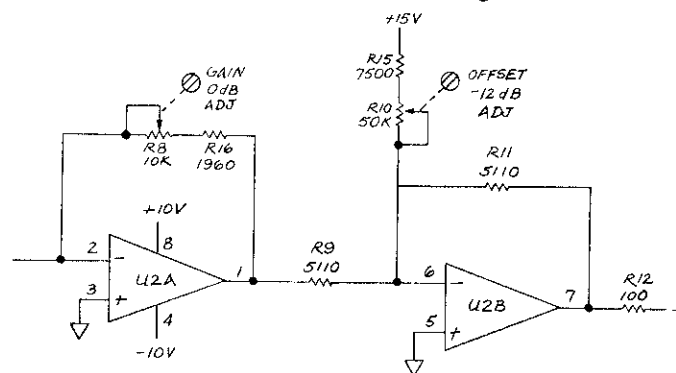 +15V
R15
7500
GAIN
0dB
ADJ
OFFSET
-12dB
ADJ
R10
50K
R8
10K
R16
1960
R11
5110
+10V
8
2
-
U2A
1
3
+
4
-10V
R9
5110
6
-
U2B
7
5
+
R12
100